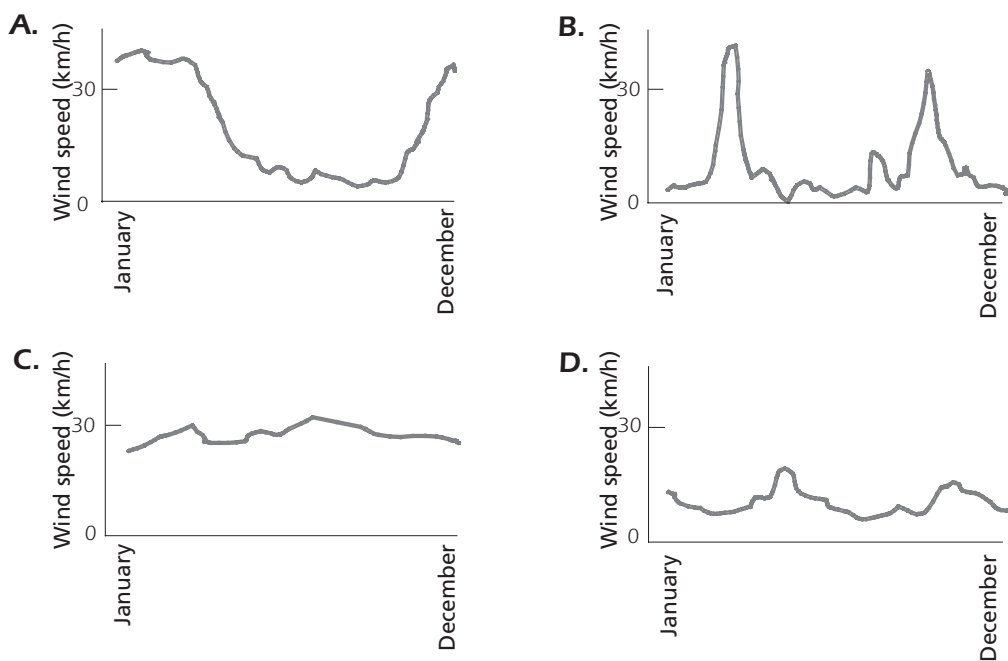 A.
Wind speed (km/h)
30
0
January
December
B.
Wind speed (km/h)
30
0
January
December
C.
Wind speed (km/h)
30
0
January
December
D.
Wind speed (km/h)
30
0
January
December